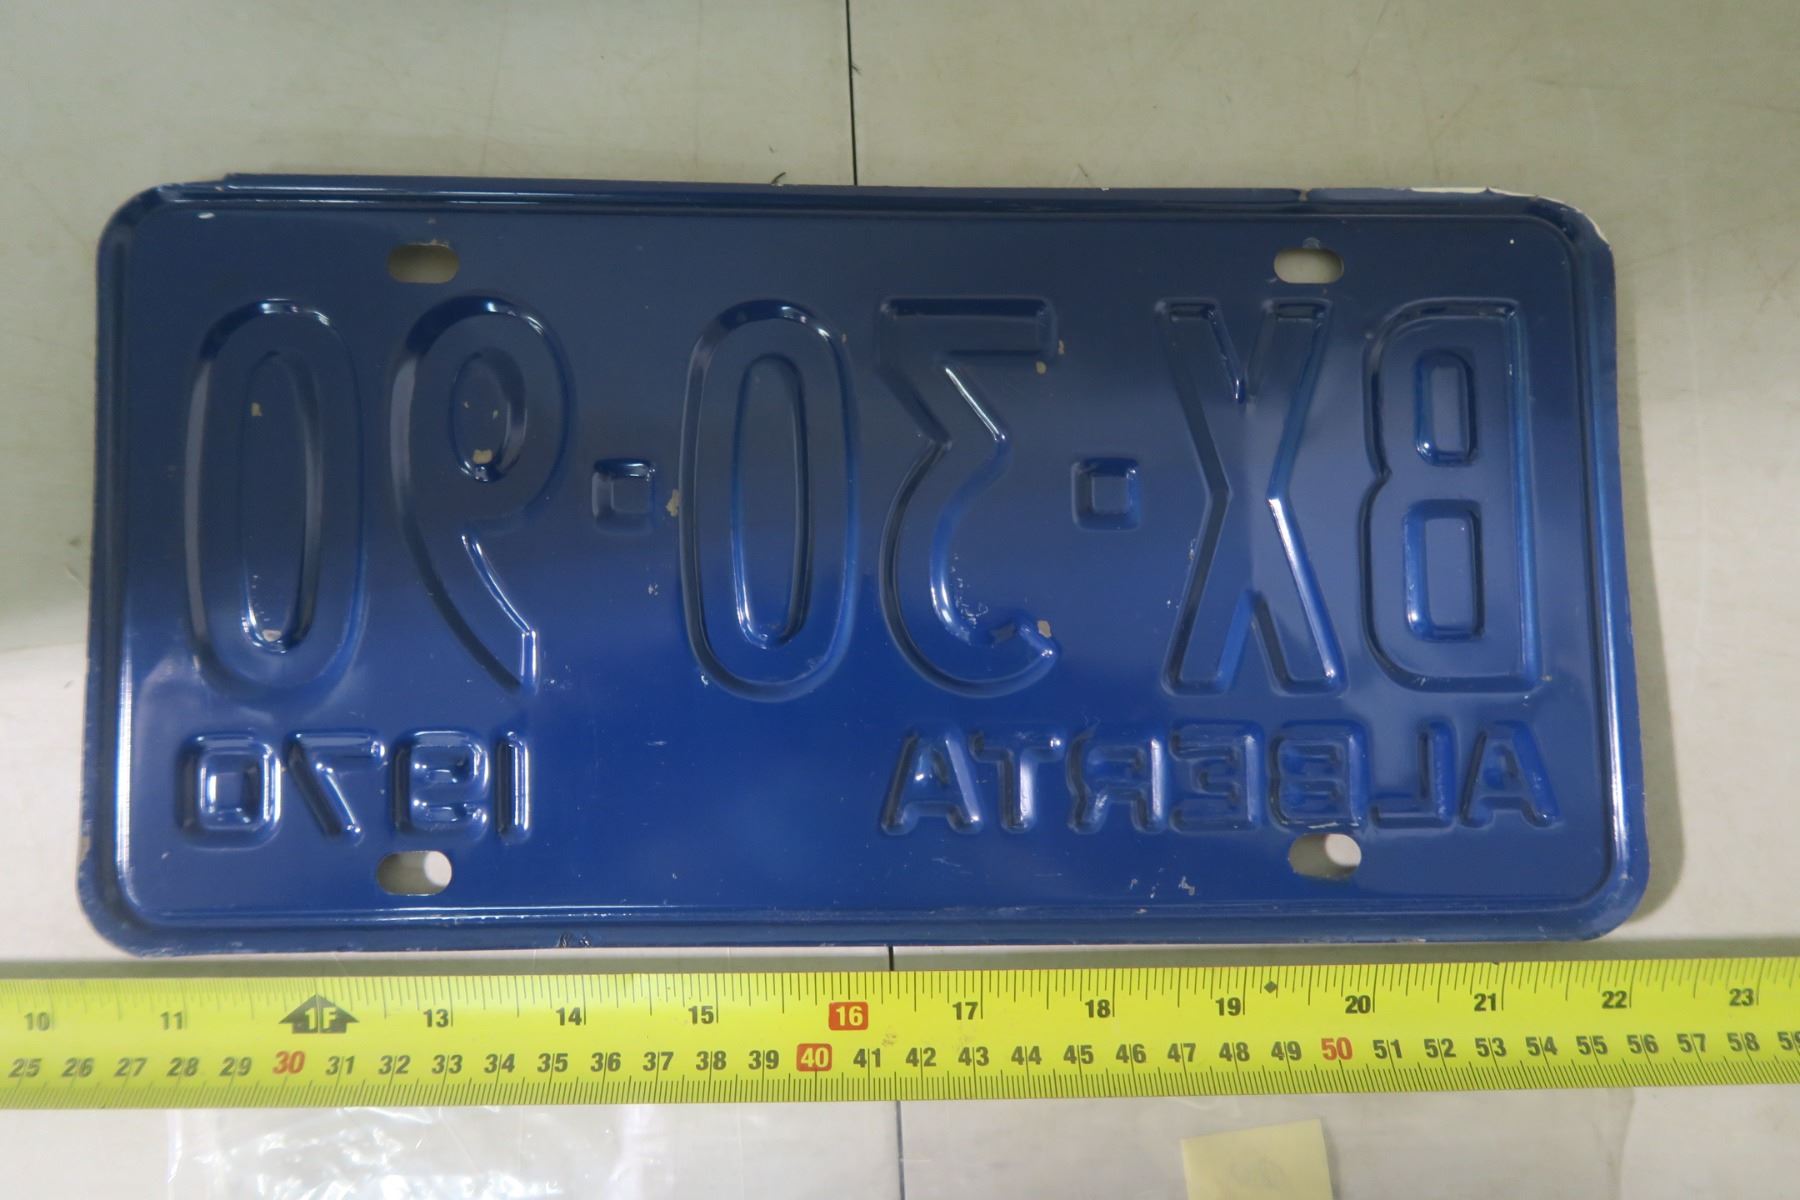 BX·30·90
ALBERTA 1970
10 11 1F 13 14 15 16 17 18 19 20 21 22 23
25 26 27 28 29 30 31 32 33 34 35 36 37 38 39 40 41 42 43 44 45 46 47 48 49 50 51 52 53 54 55 56 57 58 59